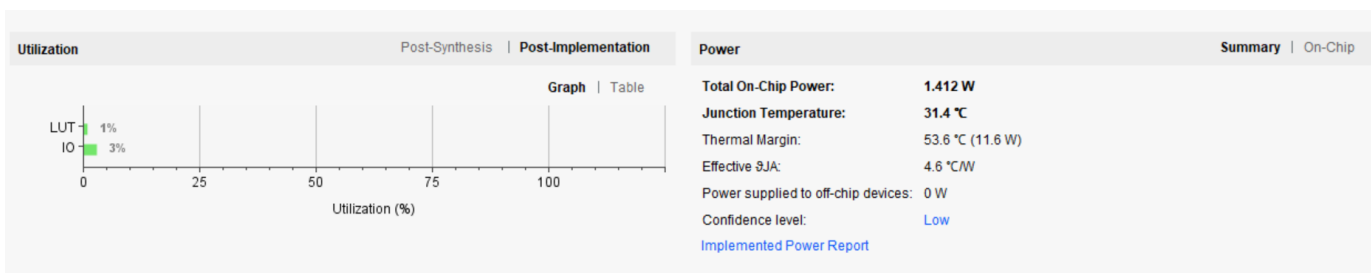 Utilization
Post-Synthesis | Post-Implementation
Graph | Table
LUT 1%
IO 3%
0 25 50 75 100
Utilization (%)
Power
Summary | On-Chip
Total On-Chip Power: 1.412 W
Junction Temperature: 31.4 °C
Thermal Margin: 53.6 °C (11.6 W)
Effective ϑJA: 4.6 °C/W
Power supplied to off-chip devices: 0 W
Confidence level: Low
Implemented Power Report